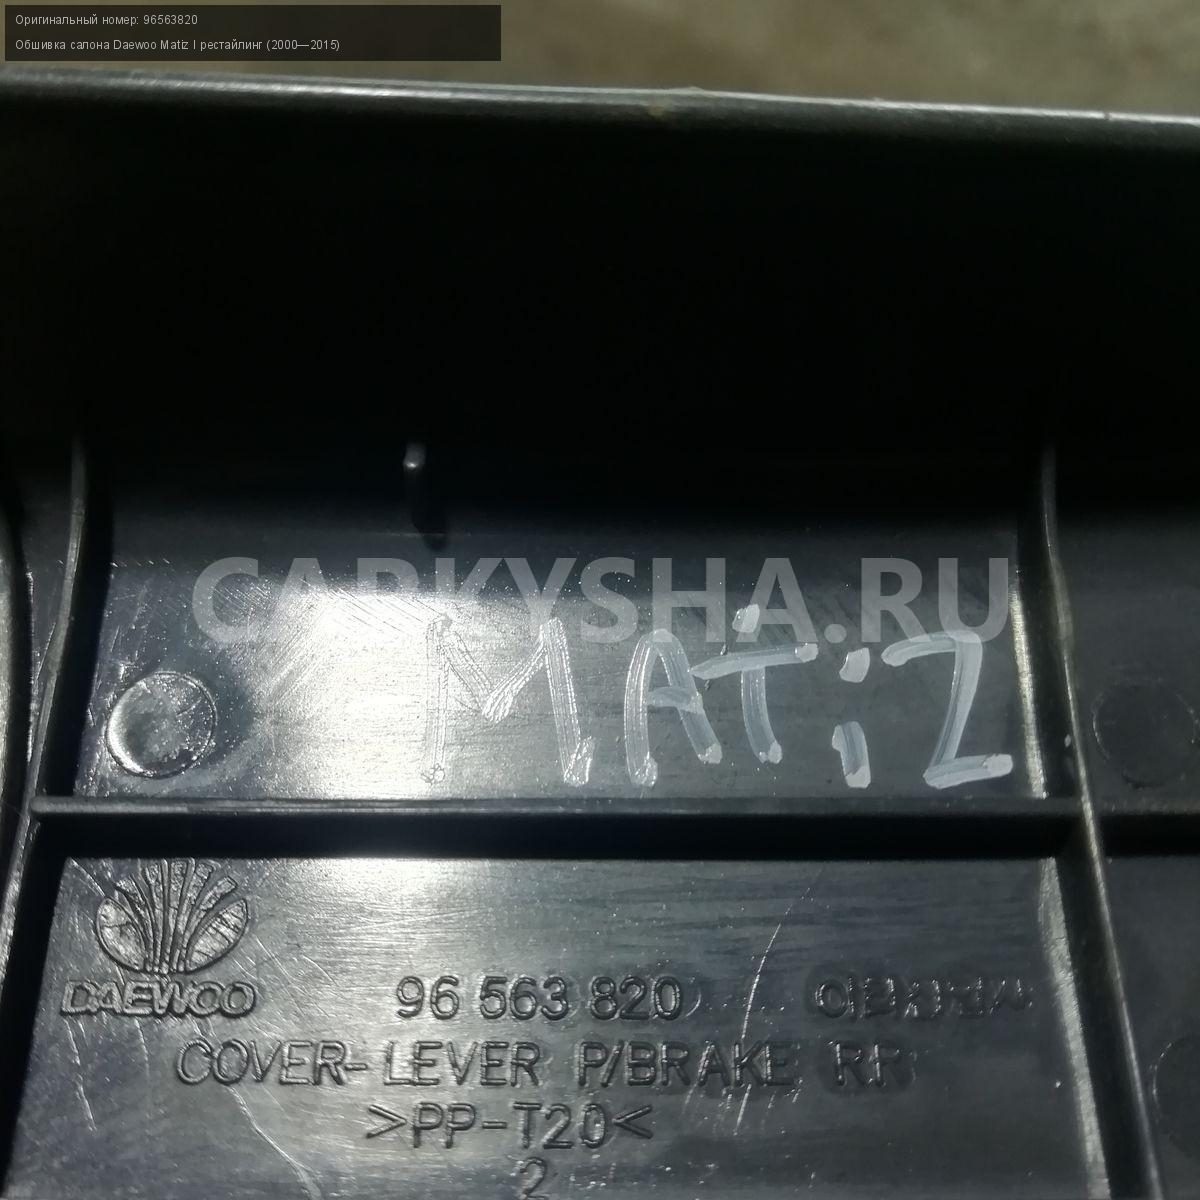 Оригинальный номер: 96563820
Обшивка салона Daewoo Matiz I рестайлинг (2000—2015)
CARKYSHA.RU
MATiZ
DAEWOO
96 563 820
COVER-LEVER P/BRAKE RR
>PP-T20<
2